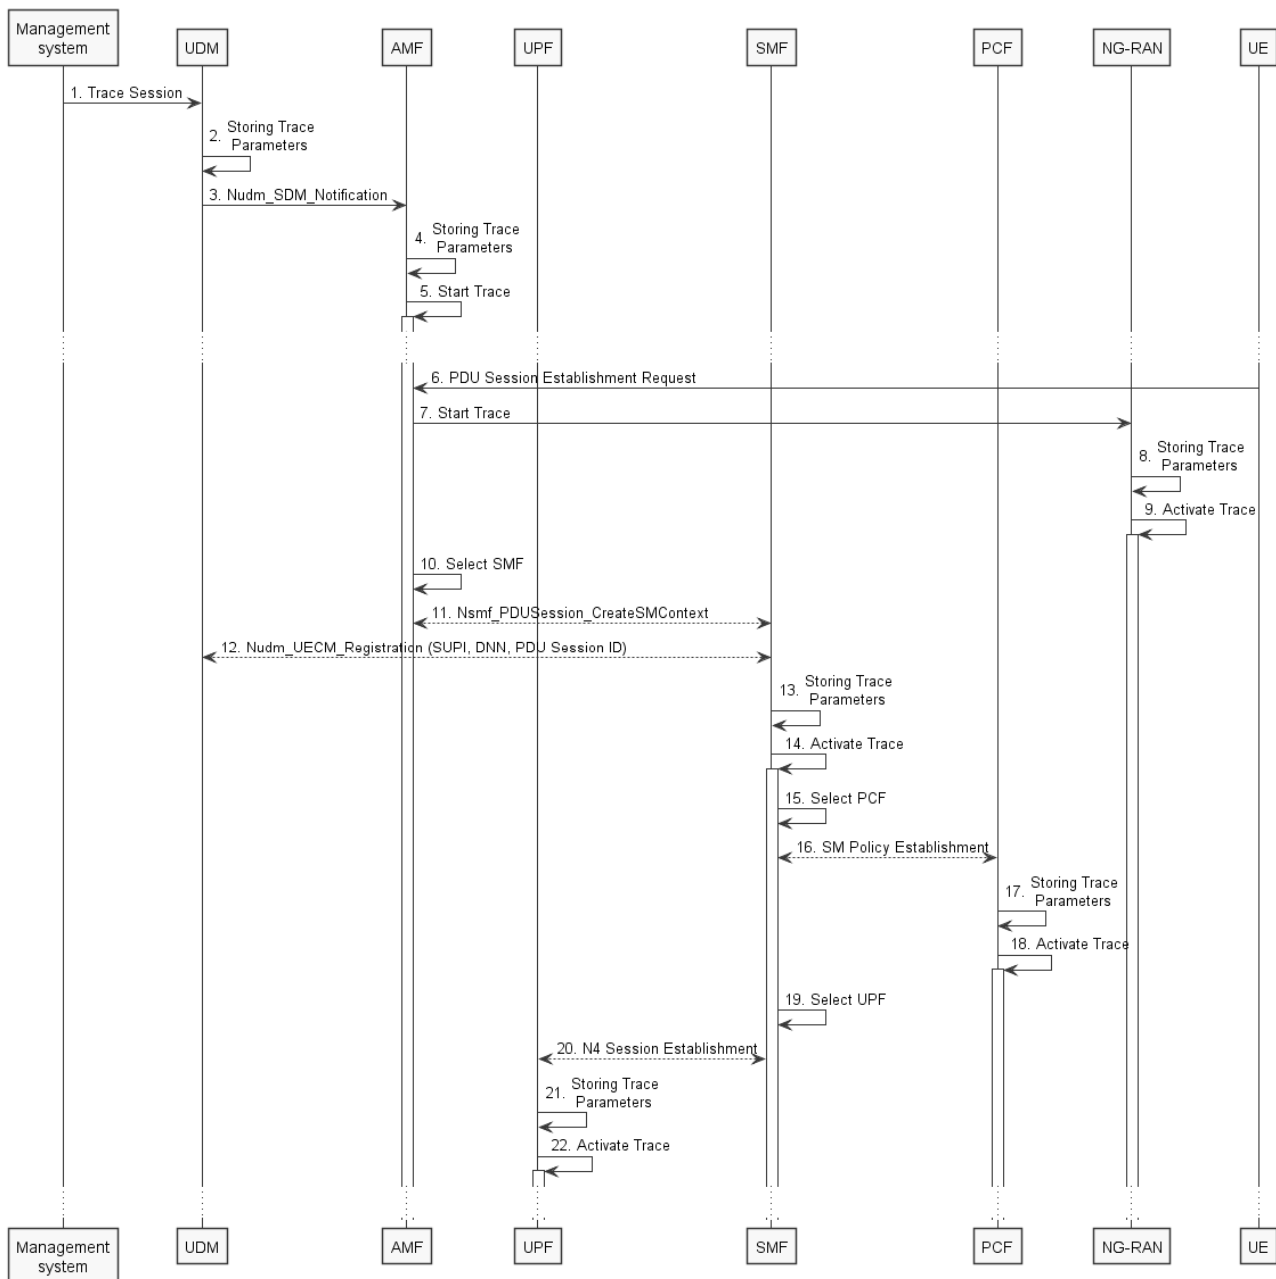 Management
system
UDM
AMF
UPF
SMF
PCF
NG-RAN
UE
1. Trace Session
2. Storing Trace
Parameters
3. Nudm_SDM_Notification
4. Storing Trace
Parameters
5. Start Trace
6. PDU Session Establishment Request
7. Start Trace
8. Storing Trace
Parameters
9. Activate Trace
10. Select SMF
11. Nsmf_PDUSession_CreateSMContext
12. Nudm_UECM_Registration (SUPI, DNN, PDU Session ID)
13. Storing Trace
Parameters
14. Activate Trace
15. Select PCF
16. SM Policy Establishment
17. Storing Trace
Parameters
18. Activate Trace
19. Select UPF
20. N4 Session Establishment
21. Storing Trace
Parameters
22. Activate Trace
Management
system
UDM
AMF
UPF
SMF
PCF
NG-RAN
UE